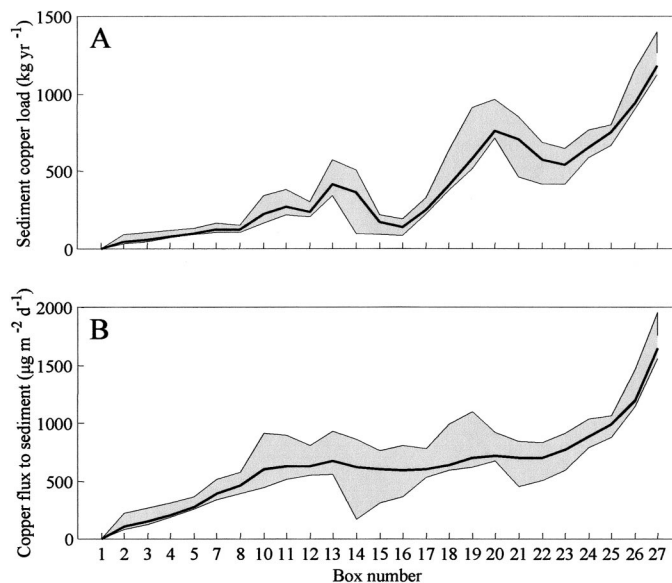 A
Sediment copper load (kg yr⁻¹)
1500
1000
500
0
B
Copper flux to sediment (µg m⁻² d⁻¹)
2000
1500
1000
500
0
1 2 3 4 5 7 8 10 11 12 13 14 15 16 17 18 19 20 21 22 23 24 25 26 27
Box number